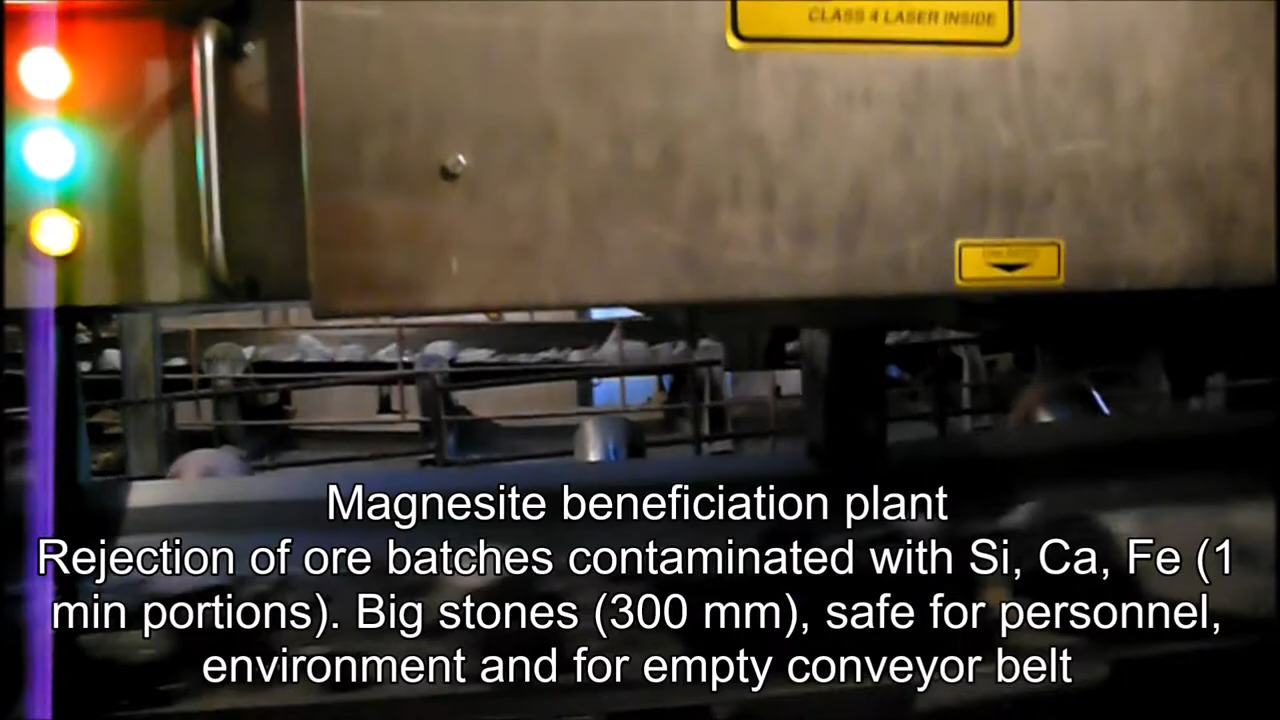 CLASS 4 LASER INSIDE
Magnesite beneficiation plant
Rejection of ore batches contaminated with Si, Ca, Fe (1
min portions). Big stones (300 mm), safe for personnel,
environment and for empty conveyor belt